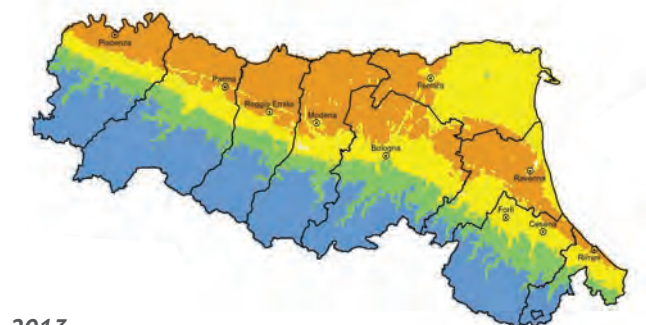 Piacenza
Parma
Reggio Emilia
Modena
Ferrara
Bologna
Ravenna
Forlì
Cesena
Rimini
2013